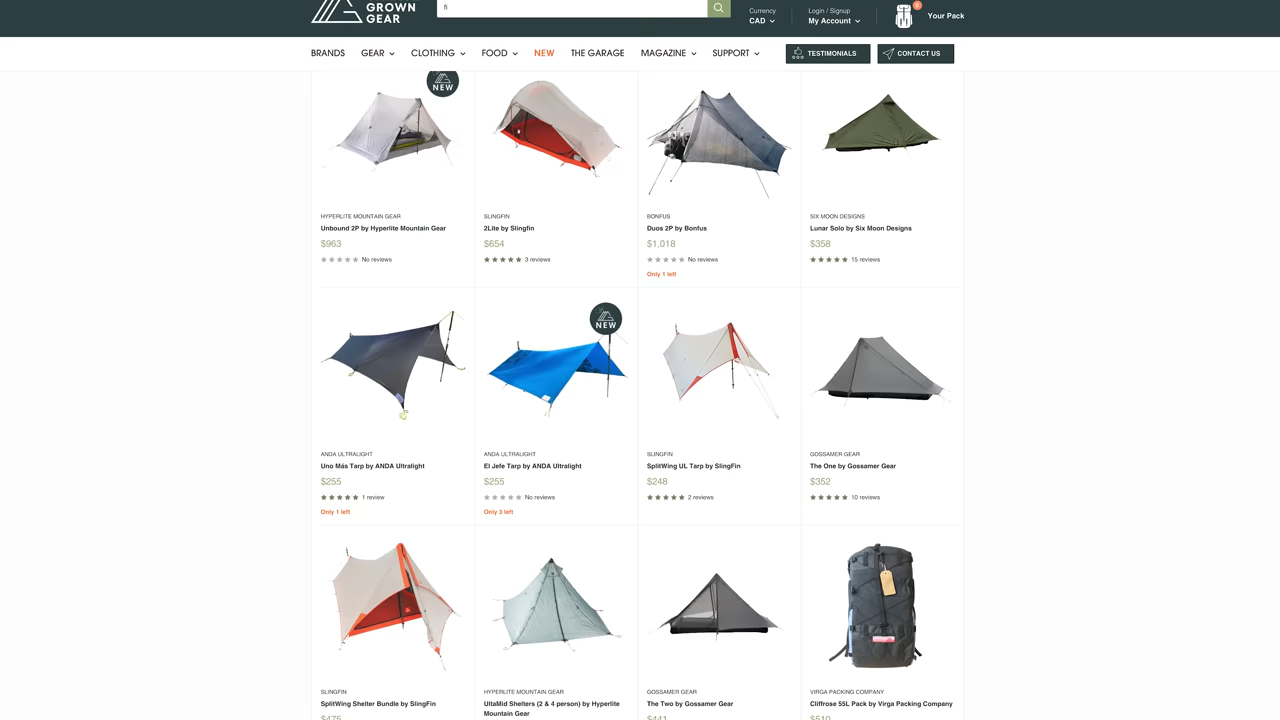 GROWN
GEAR
fi
Currency
CAD
Login / Signup
My Account
0
Your Pack
BRANDS
GEAR
CLOTHING
FOOD
NEW
THE GARAGE
MAGAZINE
SUPPORT
TESTIMONIALS
CONTACT US
NEW
HYPERLITE MOUNTAIN GEAR
Unbound 2P by Hyperlite Mountain Gear
$963
No reviews
SLINGFIN
2Lite by Slingfin
$654
3 reviews
BONFUS
Duos 2P by Bonfus
$1,018
No reviews
Only 1 left
SIX MOON DESIGNS
Lunar Solo by Six Moon Designs
$358
15 reviews
ANDA ULTRALIGHT
Uno Más Tarp by ANDA Ultralight
$255
1 review
Only 1 left
NEW
ANDA ULTRALIGHT
El Jefe Tarp by ANDA Ultralight
$255
No reviews
Only 3 left
SLINGFIN
SplitWing UL Tarp by SlingFin
$248
2 reviews
GOSSAMER GEAR
The One by Gossamer Gear
$352
10 reviews
SLINGFIN
SplitWing Shelter Bundle by SlingFin
$475
HYPERLITE MOUNTAIN GEAR
UltaMid Shelters (2 & 4 person) by Hyperlite
Mountain Gear
GOSSAMER GEAR
The Two by Gossamer Gear
$441
VIRGA PACKING COMPANY
Cliffrose 55L Pack by Virga Packing Company
$510